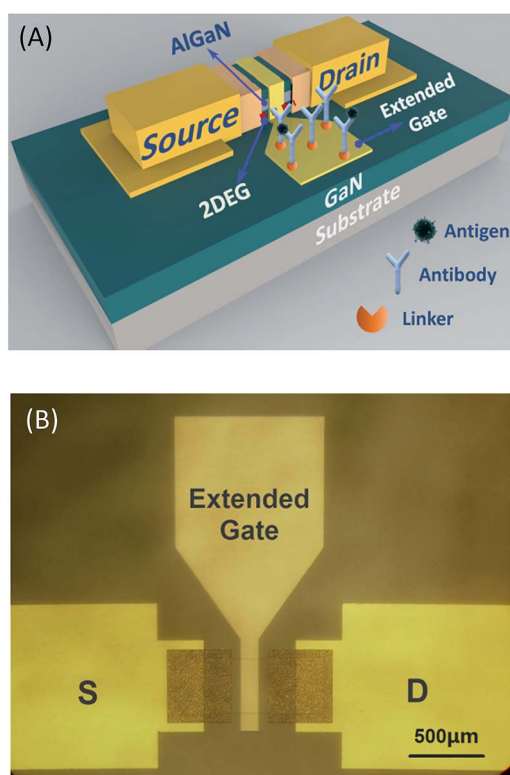 (A)
AlGaN
Source
Drain
Extended
Gate
2DEG
GaN
Substrate
Antigen
Antibody
Linker
(B)
Extended
Gate
S
D
500μm